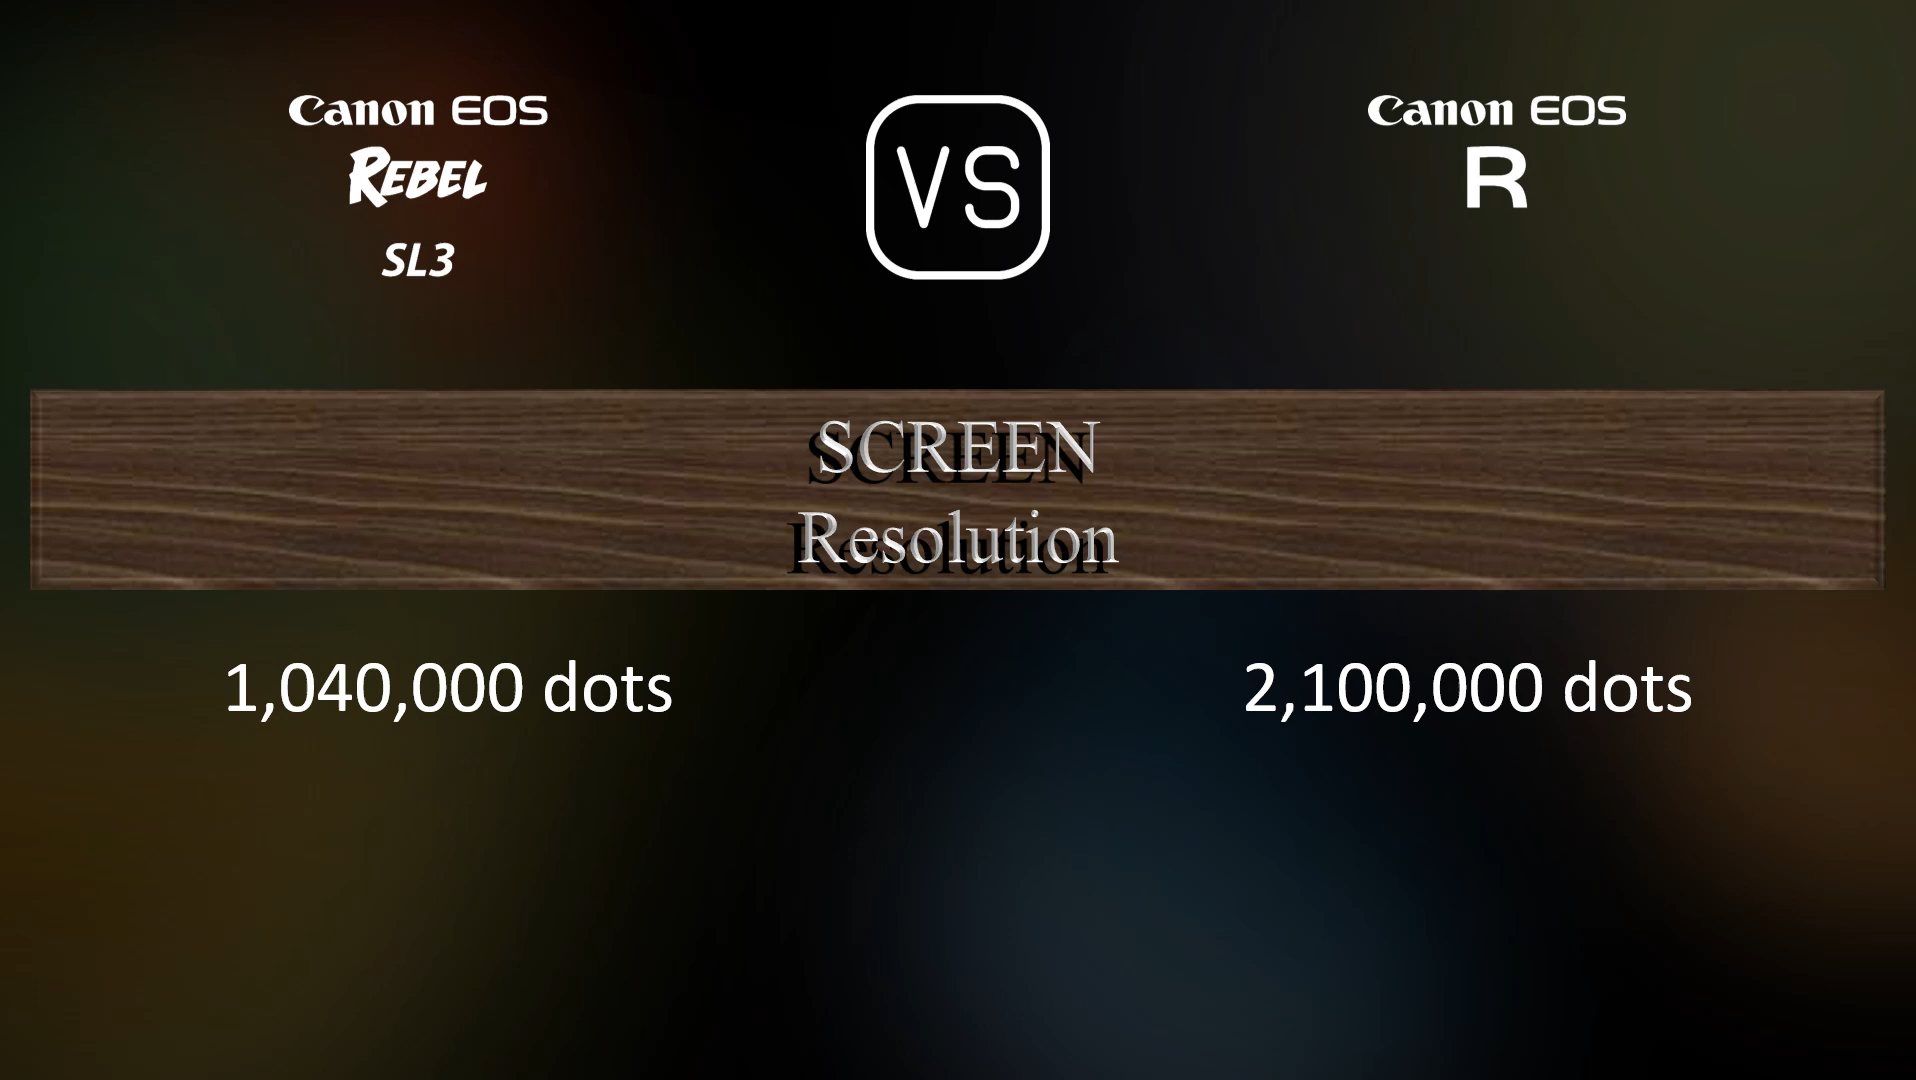 Canon EOS
REBEL
SL3
VS
Canon EOS
R
SCREEN
Resolution
1,040,000 dots
2,100,000 dots